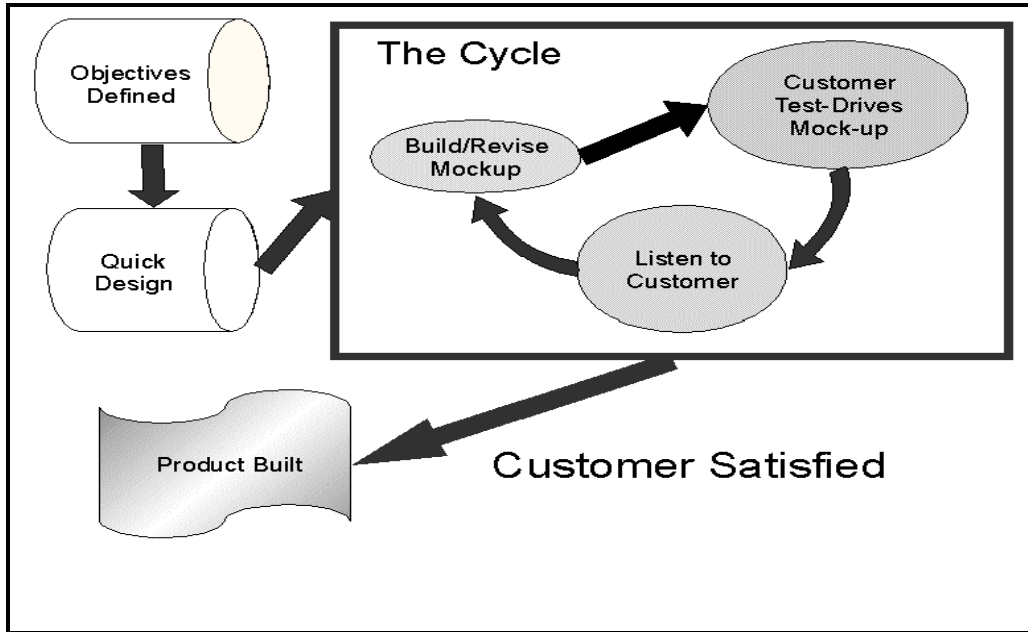 Objectives
Defined
Quick
Design
The Cycle
Build/Revise
Mockup
Customer
Test-Drives
Mock-up
Listen to
Customer
Product Built
Customer Satisfied